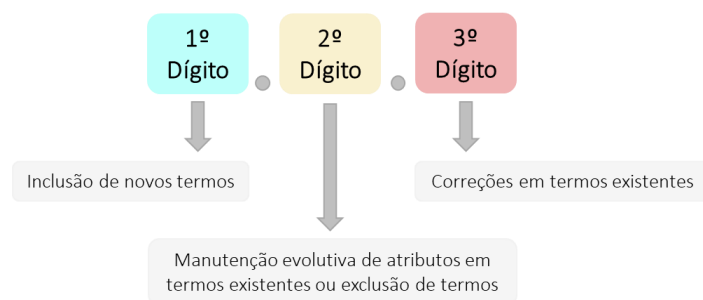 1º
Dígito
2º
Dígito
3º
Dígito
Inclusão de novos termos
Correções em termos existentes
Manutenção evolutiva de atributos em
termos existentes ou exclusão de termos